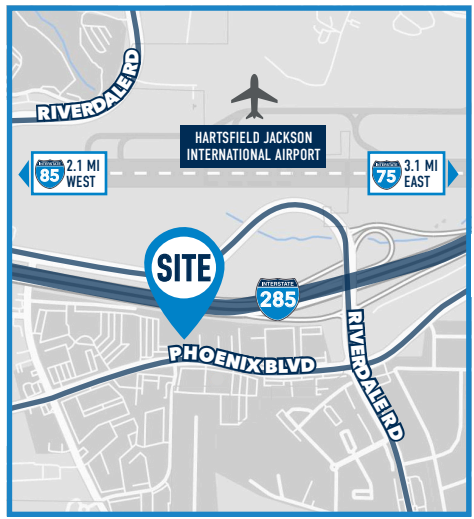 RIVERDALE RD
HARTSFIELD JACKSON
INTERNATIONAL AIRPORT
INTERSTATE
85
2.1 MI
WEST
INTERSTATE
75
3.1 MI
EAST
SITE
INTERSTATE
285
PHOENIX BLVD
RIVERDALE RD